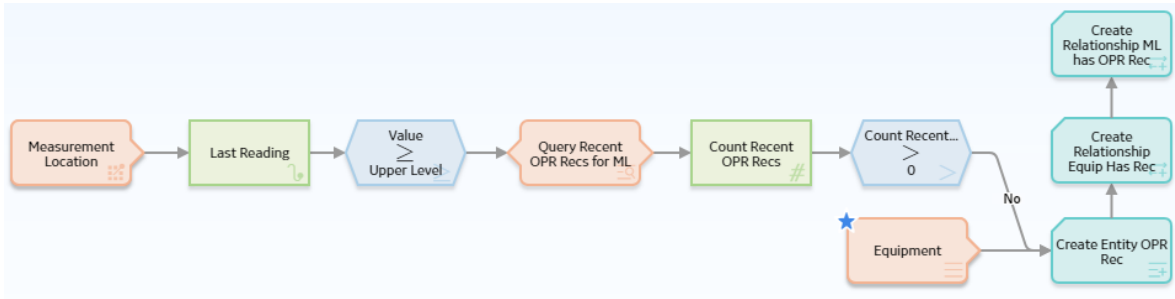 Measurement
Location
Last Reading
Value
≥
Upper Level
Query Recent
OPR Recs for ML
Count Recent
OPR Recs
#
Count Recent...
>
0
No
Equipment
Create Entity OPR
Rec
Create
Relationship
Equip Has Rec
Create
Relationship ML
has OPR Rec